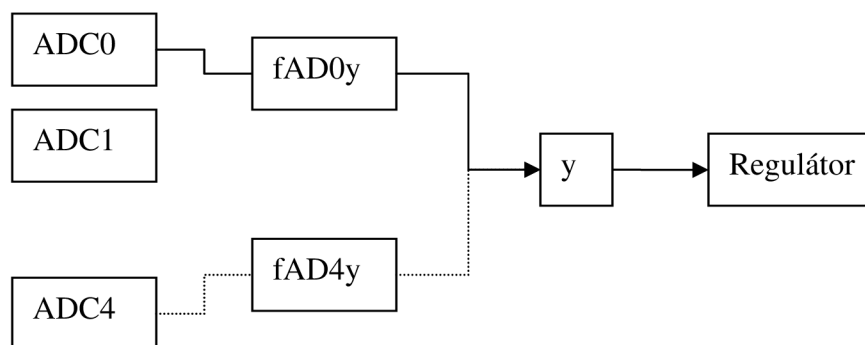 ADC0
fAD0y
ADC1
y
Regulátor
fAD4y
ADC4